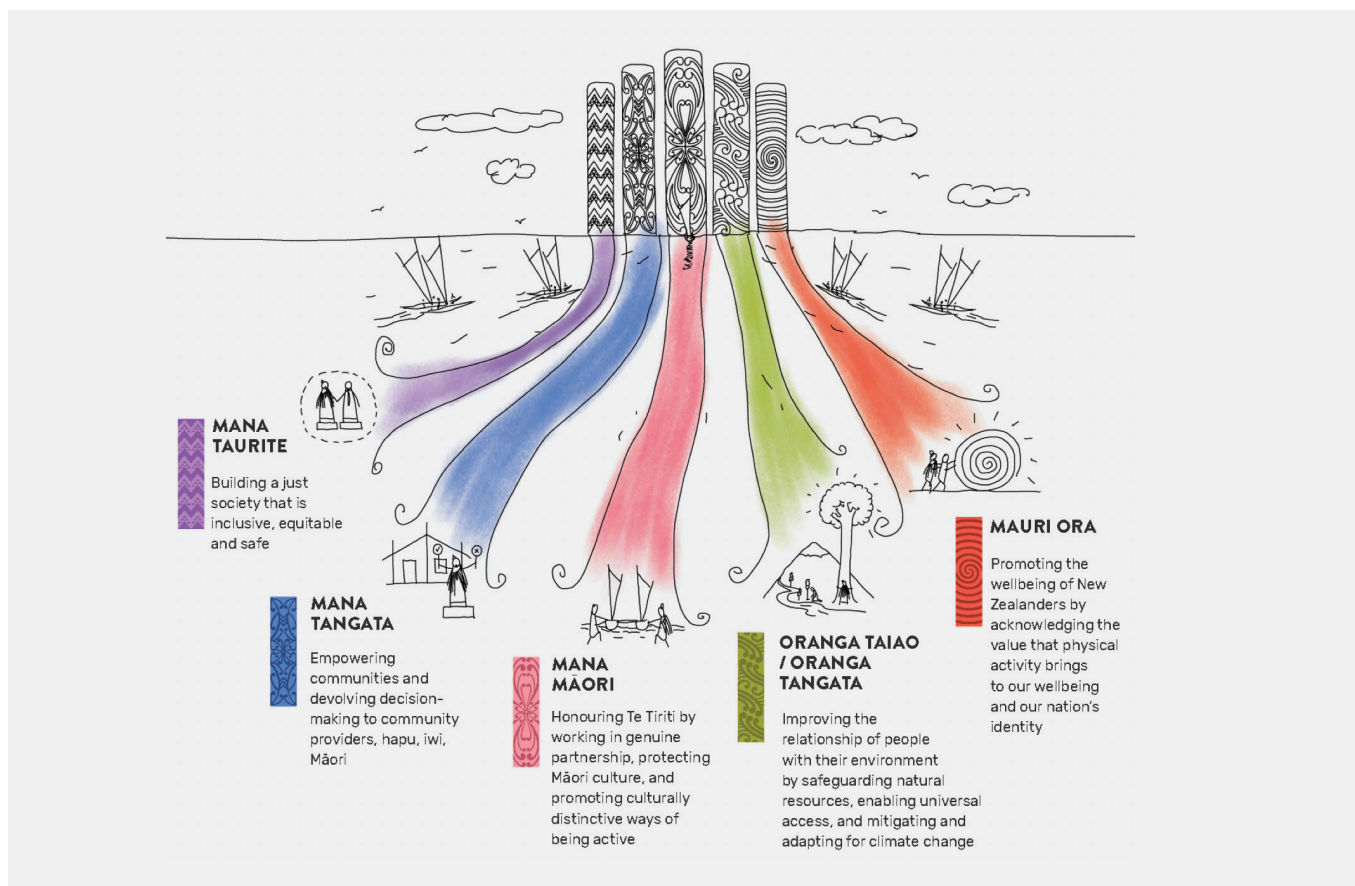 MANA
TAURITE
Building a just
society that is
inclusive, equitable
and safe
MANA
TANGATA
Empowering
communities and
devolving decision-
making to community
providers, hapu, iwi,
Māori
MANA
MĀORI
Honouring Te Tiriti by
working in genuine
partnership, protecting
Māori culture, and
promoting culturally
distinctive ways of
being active
ORANGA TAIAO
/ ORANGA
TANGATA
Improving the
relationship of people
with their environment
by safeguarding natural
resources, enabling universal
access, and mitigating and
adapting for climate change
MAURI ORA
Promoting the
wellbeing of New
Zealanders by
acknowledging the
value that physical
activity brings
to our wellbeing
and our nation's
identity